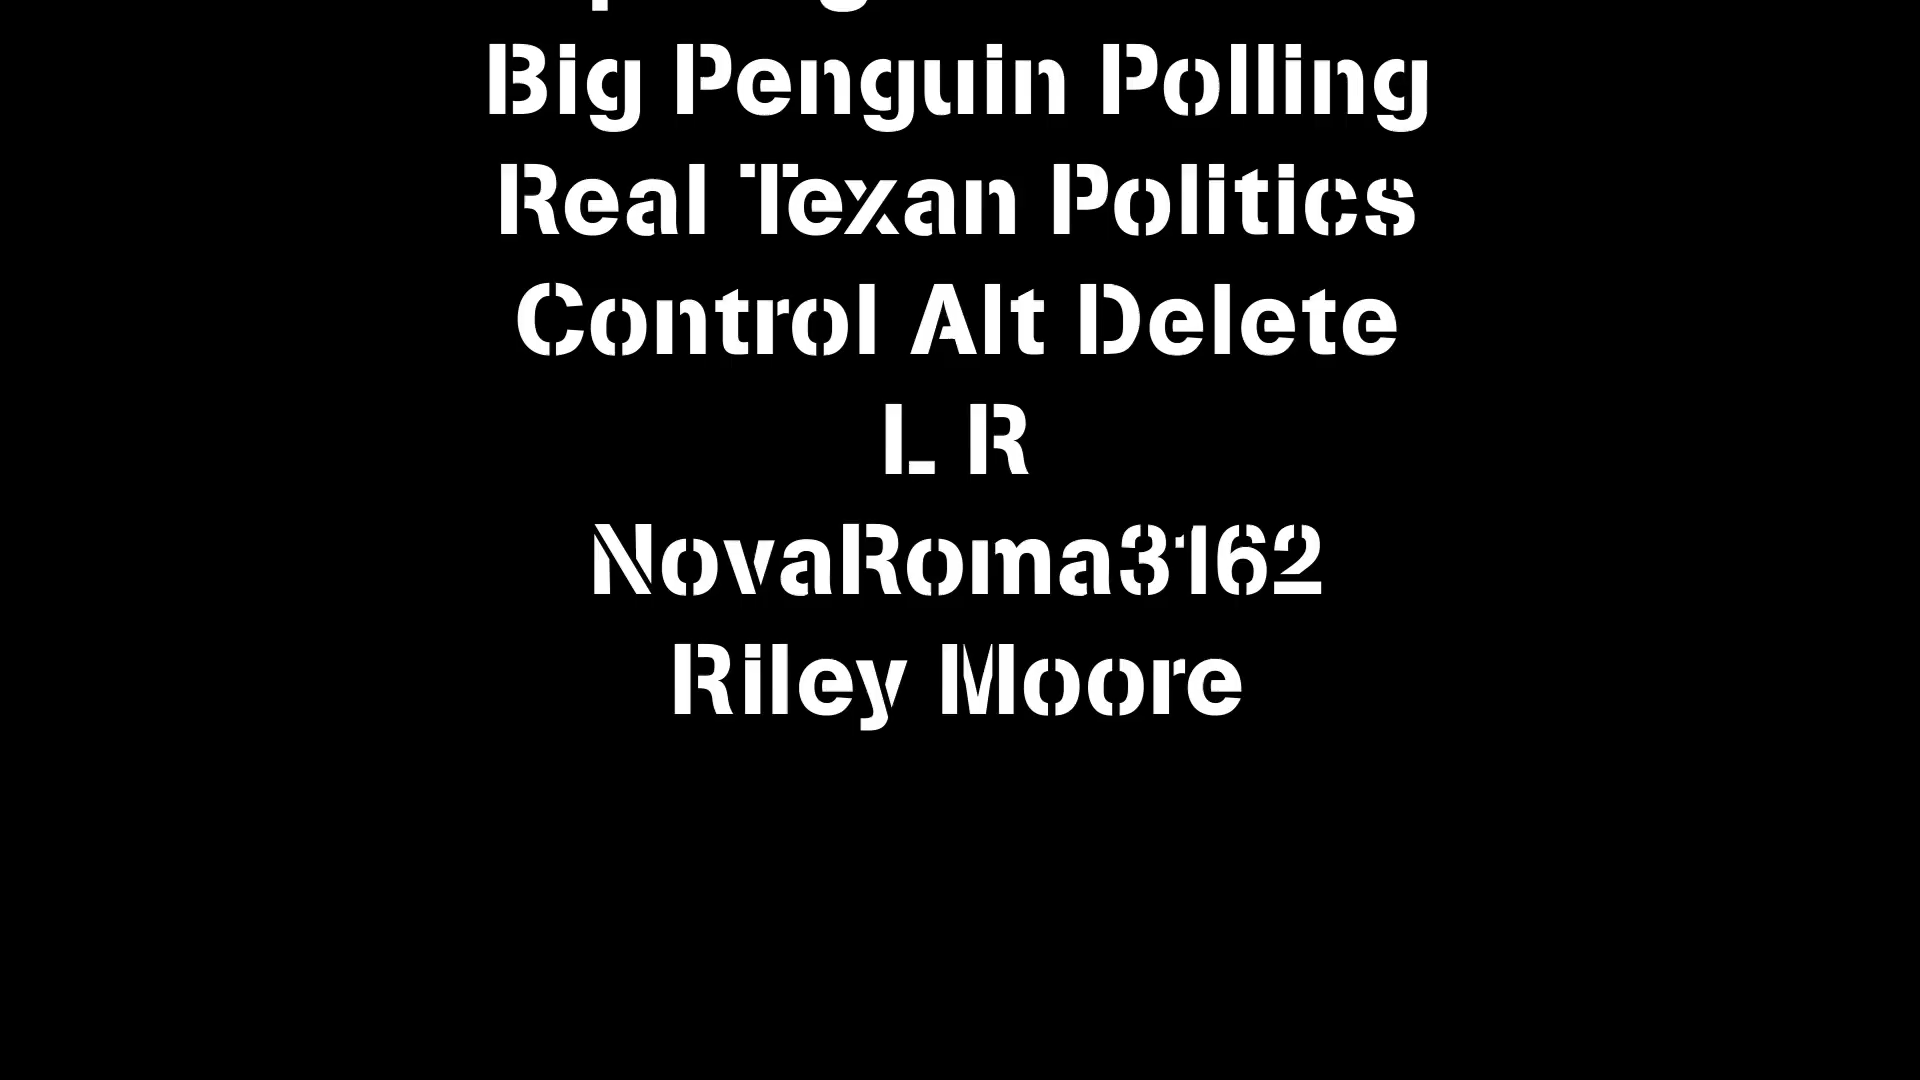 Big Penguin Polling
Real Texan Politics
Control Alt Delete
L R
NovaRoma3162
Riley Moore